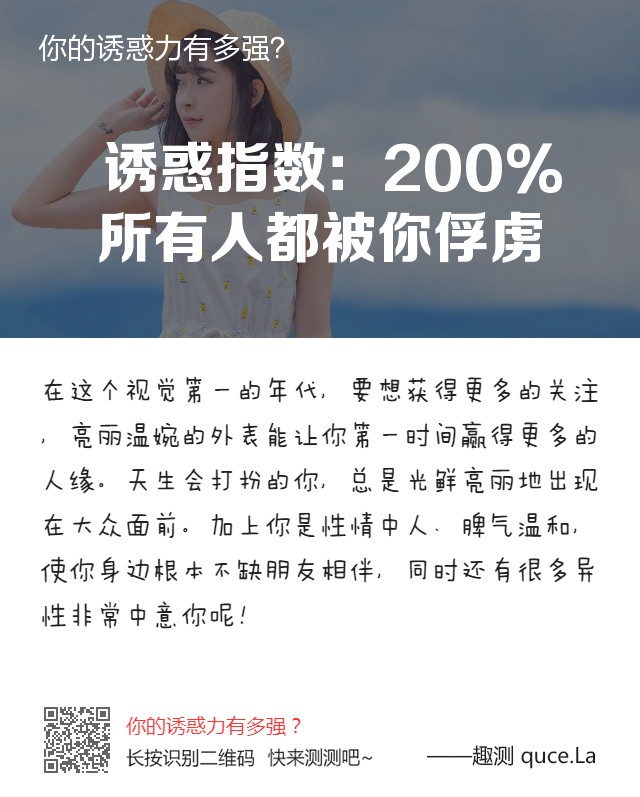 你的诱惑力有多强？
诱惑指数：200%
所有人都被你俘虏
在这个视觉第一的年代，要想获得更多的关注
，亮丽温婉的外表能让你第一时间赢得更多的
人缘。天生会打扮的你，总是光鲜亮丽地出现
在大众面前。加上你是性情中人、脾气温和，
使你身边根本不缺朋友相伴，同时还有很多异
性非常中意你呢！
你的诱惑力有多强？
长按识别二维码 快来测测吧~
——趣测 quce.La